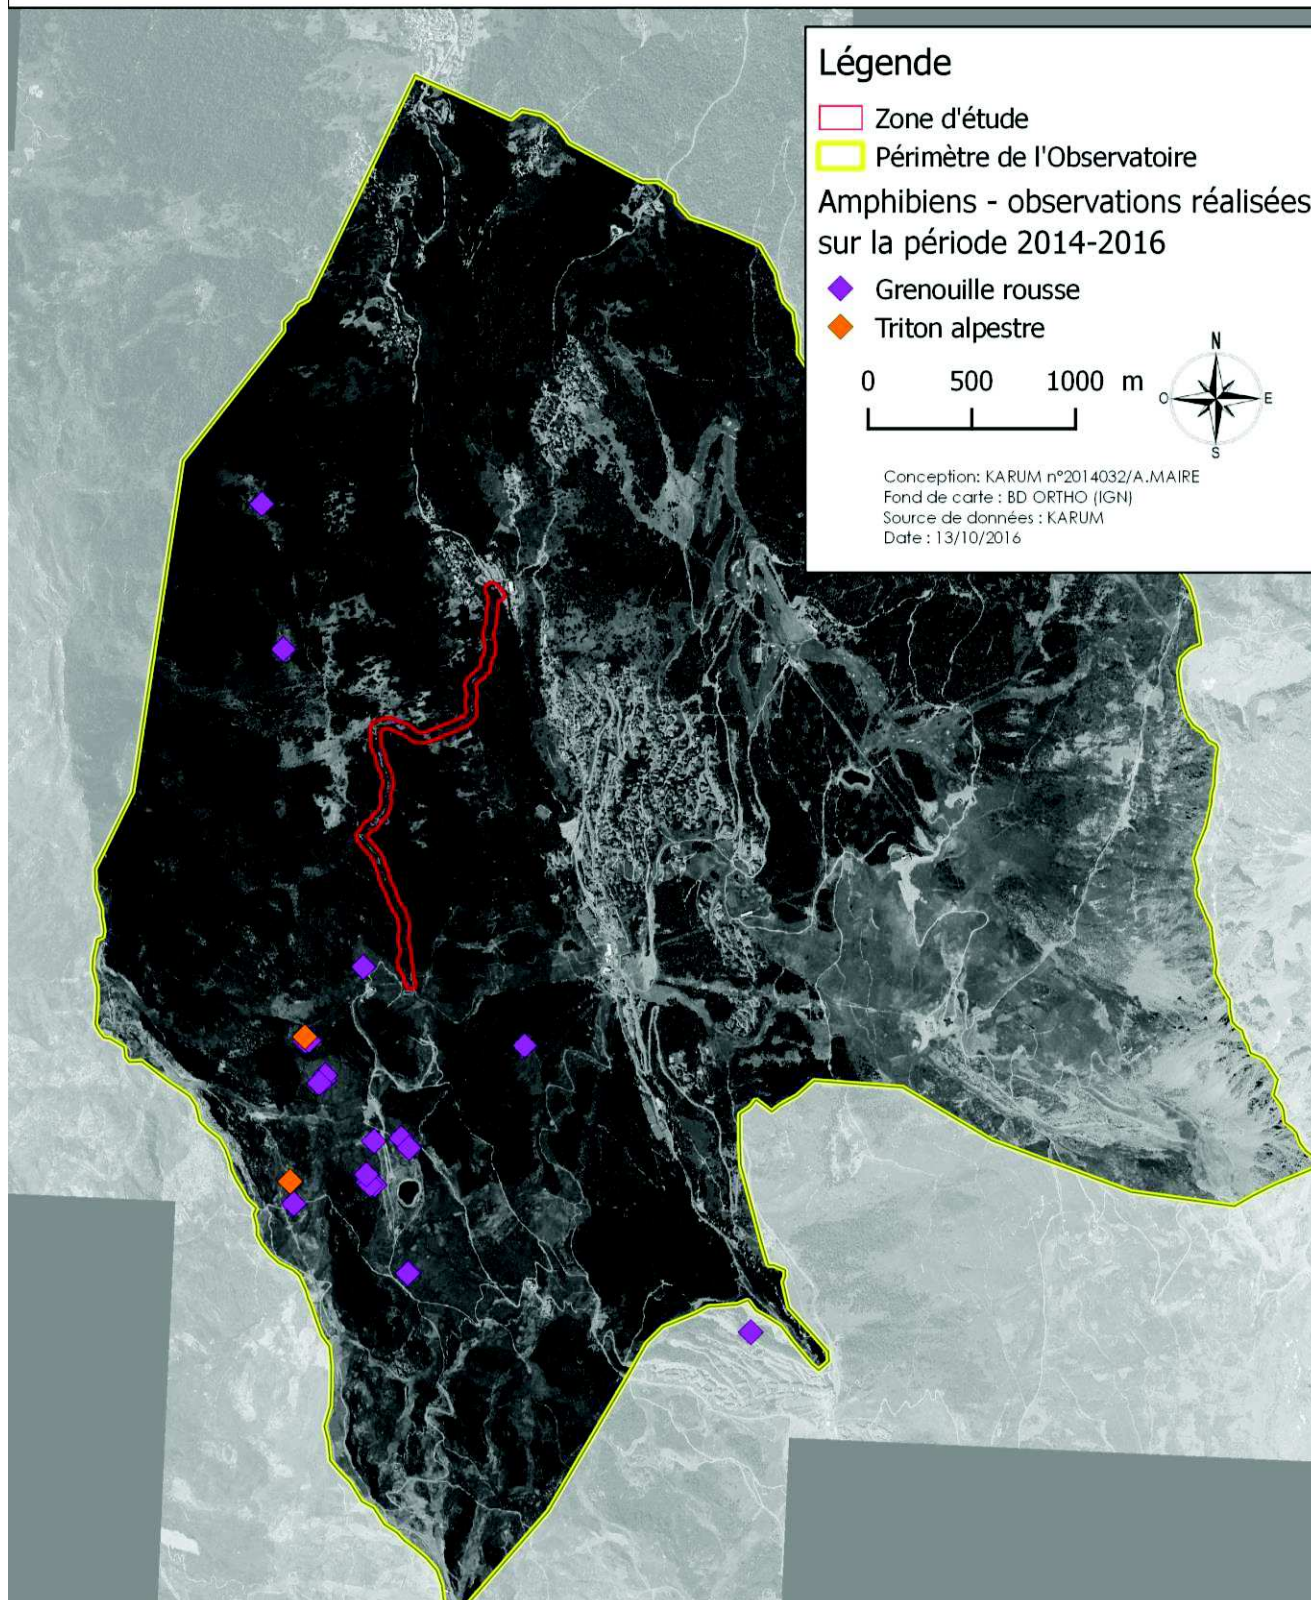 Légende
Zone d'étude
Périmètre de l'Observatoire
Amphibiens - observations réalisées
sur la période 2014-2016
Grenouille rousse
Triton alpestre
0 500 1000 m
N
O E
S
Conception: KARUM n°2014032/A.MAIRE
Fond de carte : BD ORTHO (IGN)
Source de données : KARUM
Date : 13/10/2016